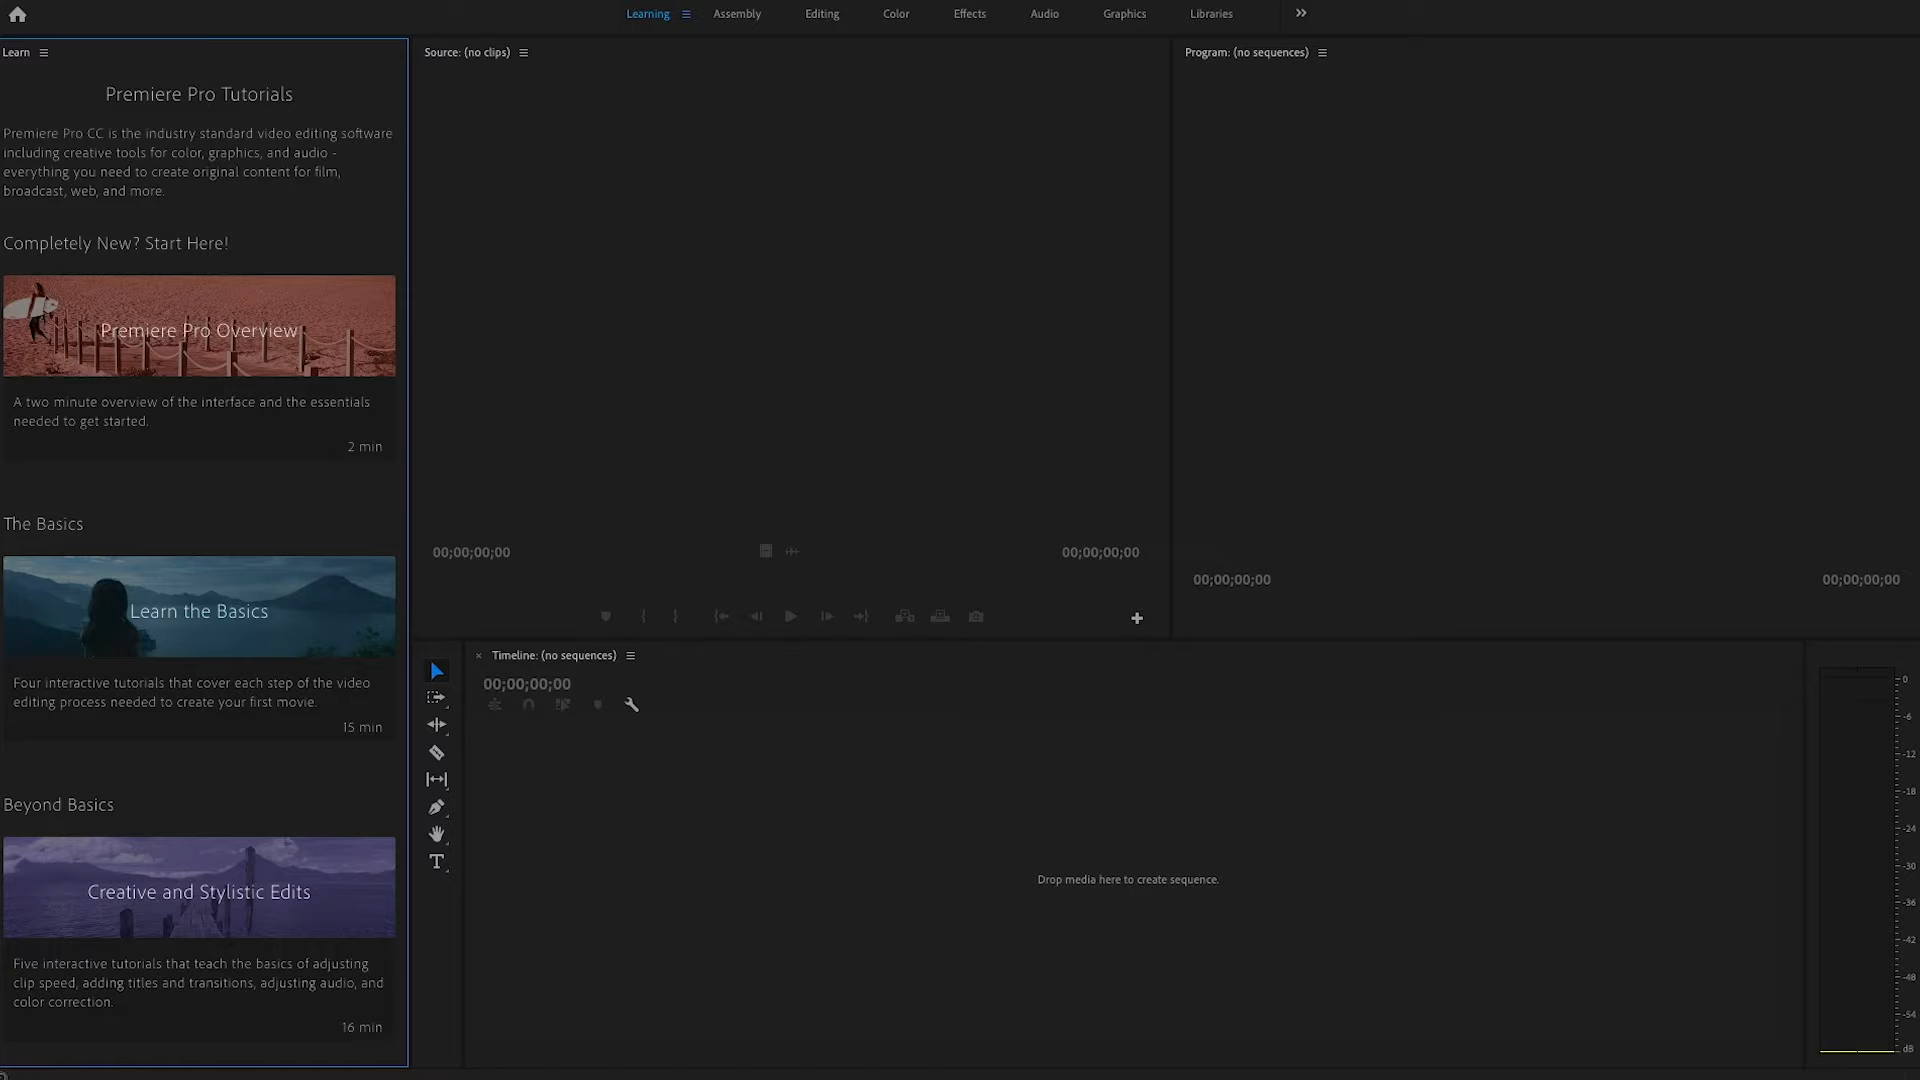 Learning
Assembly
Editing
Color
Effects
Audio
Graphics
Libraries
Learn
Source: (no clips)
Program: (no sequences)
Premiere Pro Tutorials
Premiere Pro CC is the industry standard video editing software
including creative tools for color, graphics, and audio -
everything you need to create original content for film,
broadcast, web, and more.
Completely New? Start Here!
Premiere Pro Overview
A two minute overview of the interface and the essentials
needed to get started.
2 min
The Basics
Learn the Basics
Four interactive tutorials that cover each step of the video
editing process needed to create your first movie.
15 min
Beyond Basics
Creative and Stylistic Edits
Five interactive tutorials that teach the basics of adjusting
clip speed, adding titles and transitions, adjusting audio, and
color correction.
16 min
00;00;00;00
00;00;00;00
00;00;00;00
00;00;00;00
Timeline: (no sequences)
00;00;00;00
Drop media here to create sequence.
0
-6
-12
-18
-24
-30
-36
-42
-48
-54
dB